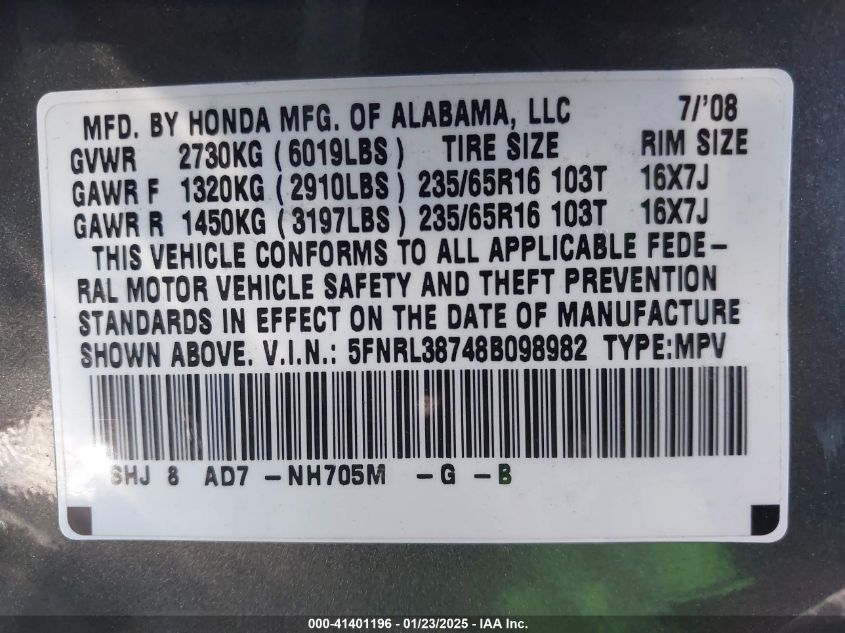 MFD. BY HONDA MFG. OF ALABAMA, LLC 7/'08
GVWR 2730KG (6019LBS) TIRE SIZE RIM SIZE
GAWR F 1320KG (2910LBS) 235/65R16 103T 16X7J
GAWR R 1450KG (3197LBS) 235/65R16 103T 16X7J
THIS VEHICLE CONFORMS TO ALL APPLICABLE FEDE-
RAL MOTOR VEHICLE SAFETY AND THEFT PREVENTION
STANDARDS IN EFFECT ON THE DATE OF MANUFACTURE
SHOWN ABOVE. V.I.N.: 5FNRL38748B098982 TYPE:MPV
SHJ 8 AD7 -NH705M -G -B
000-41401196 - 01/23/2025 - IAA Inc.